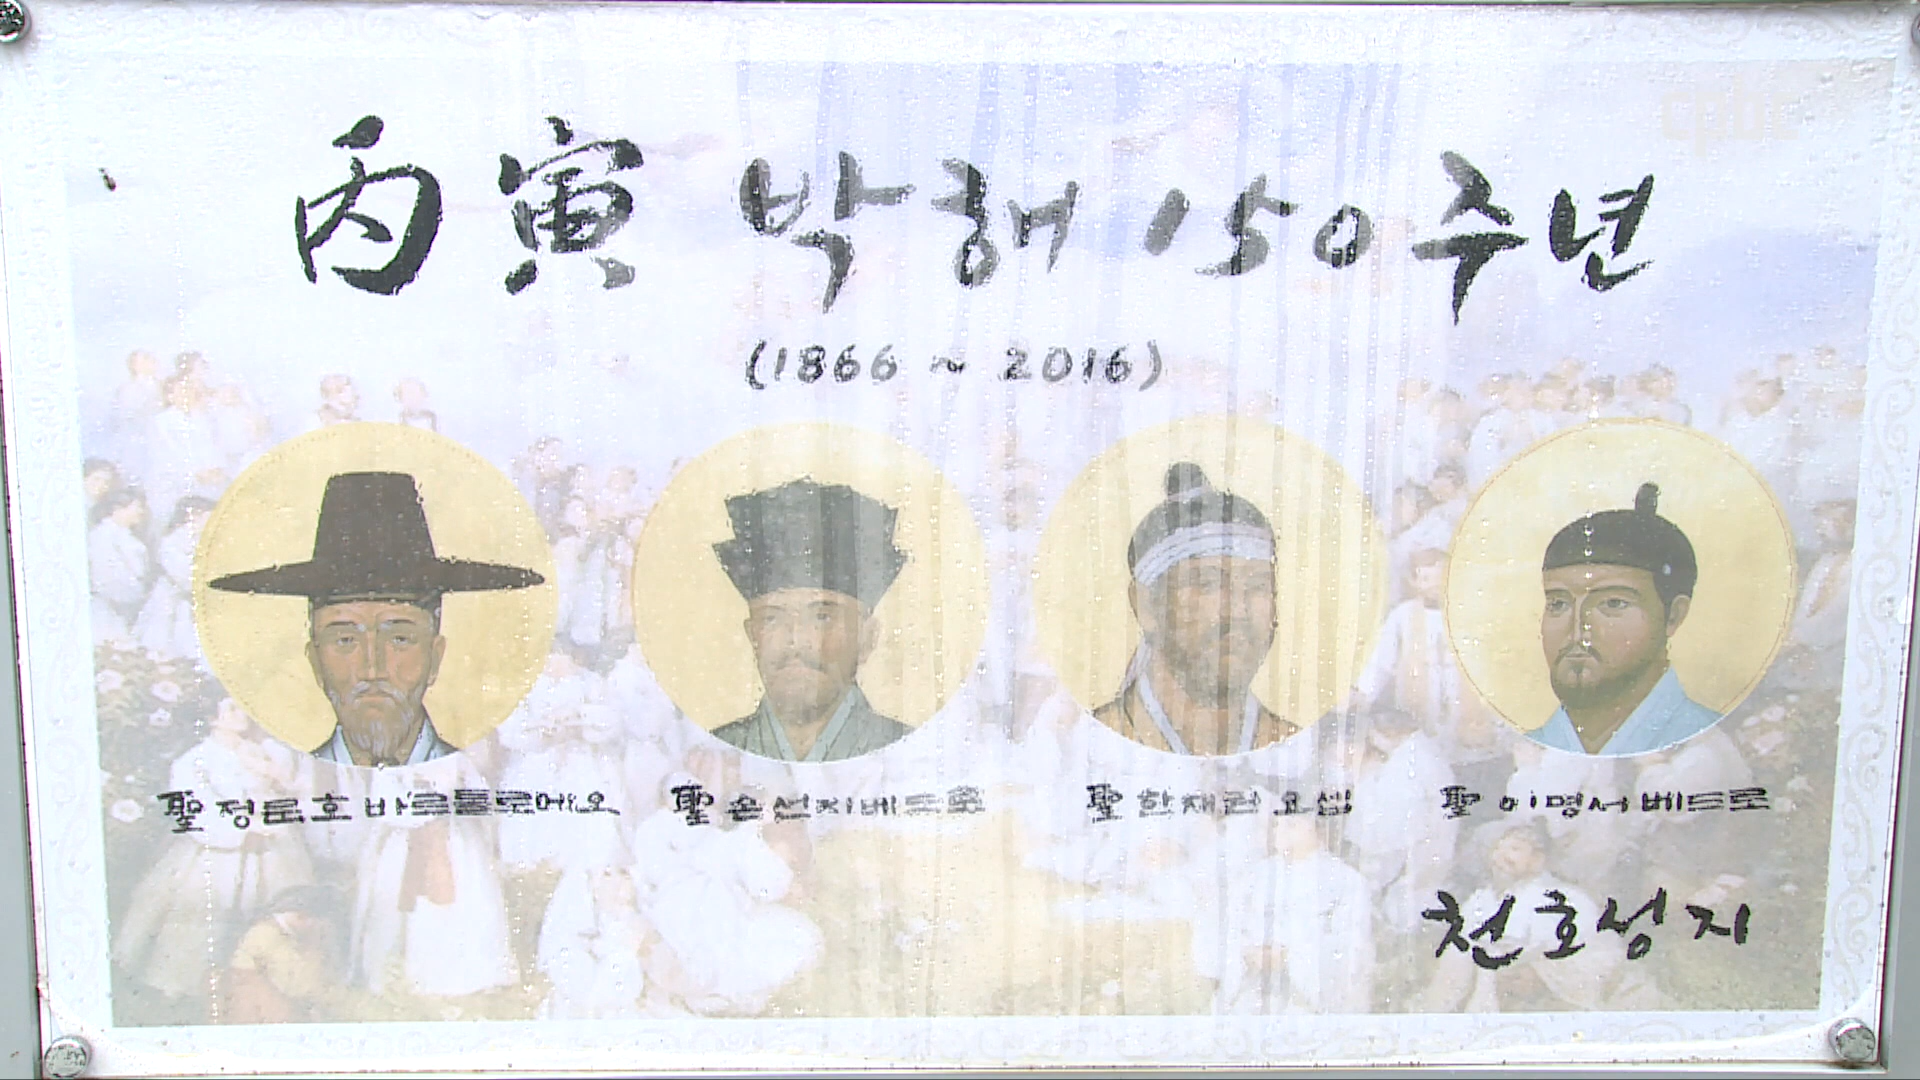 丙寅 박해 150주년
(1866 ~ 2016)
聖 정문호 바르톨로메오 聖 손선지 베드로 聖 한재권 요셉 聖 이명서 베드로
천호성지
cpbc